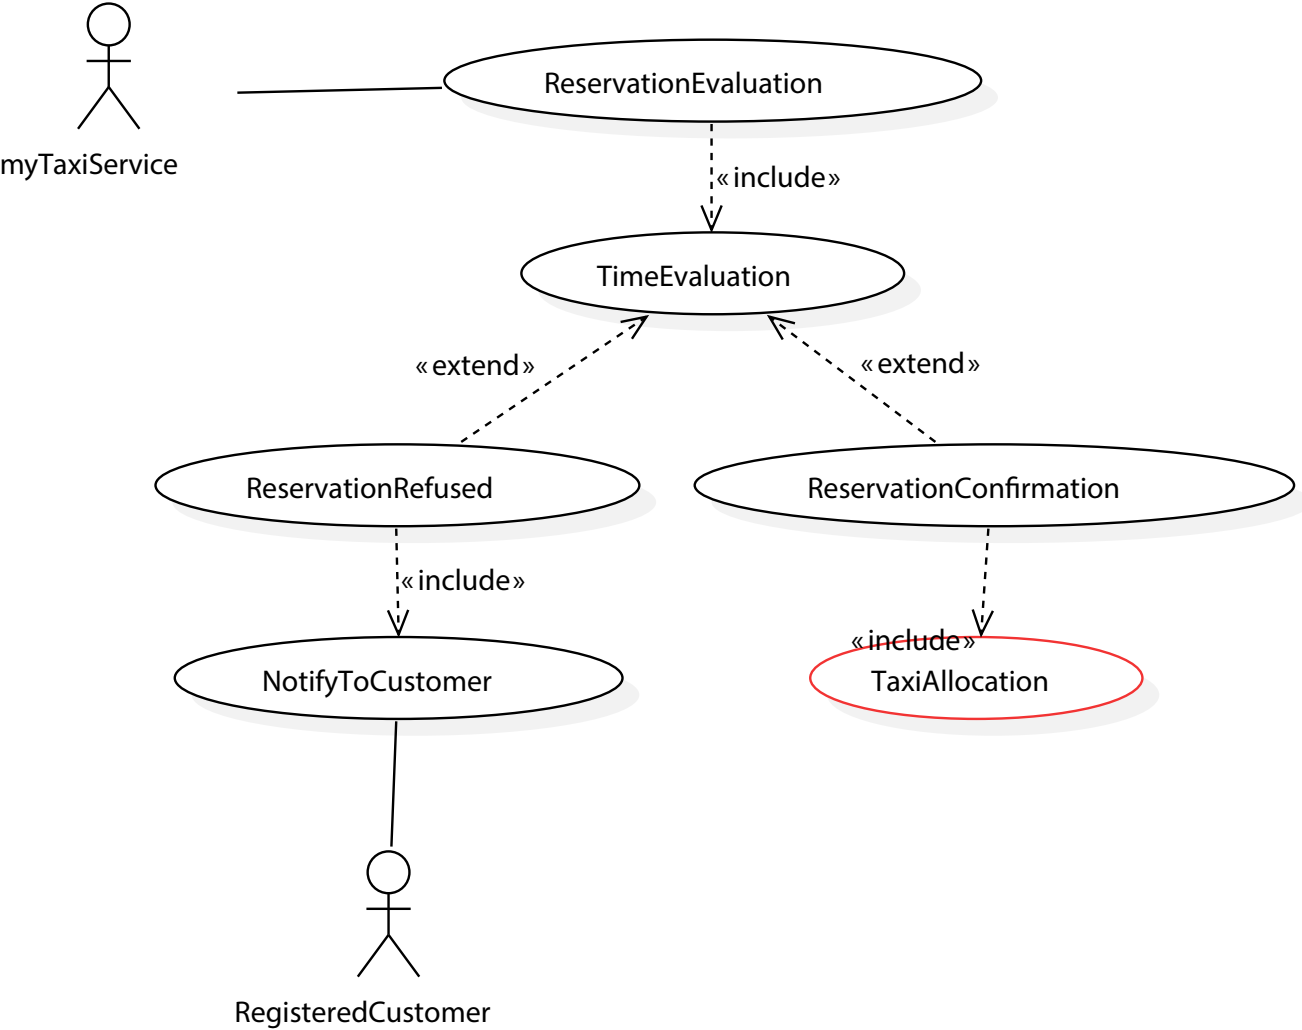 ReservationEvaluation
myTaxiService
«include»
TimeEvaluation
«extend»
«extend»
ReservationRefused
ReservationConfirmation
«include»
«include»
NotifyToCustomer
TaxiAllocation
RegisteredCustomer